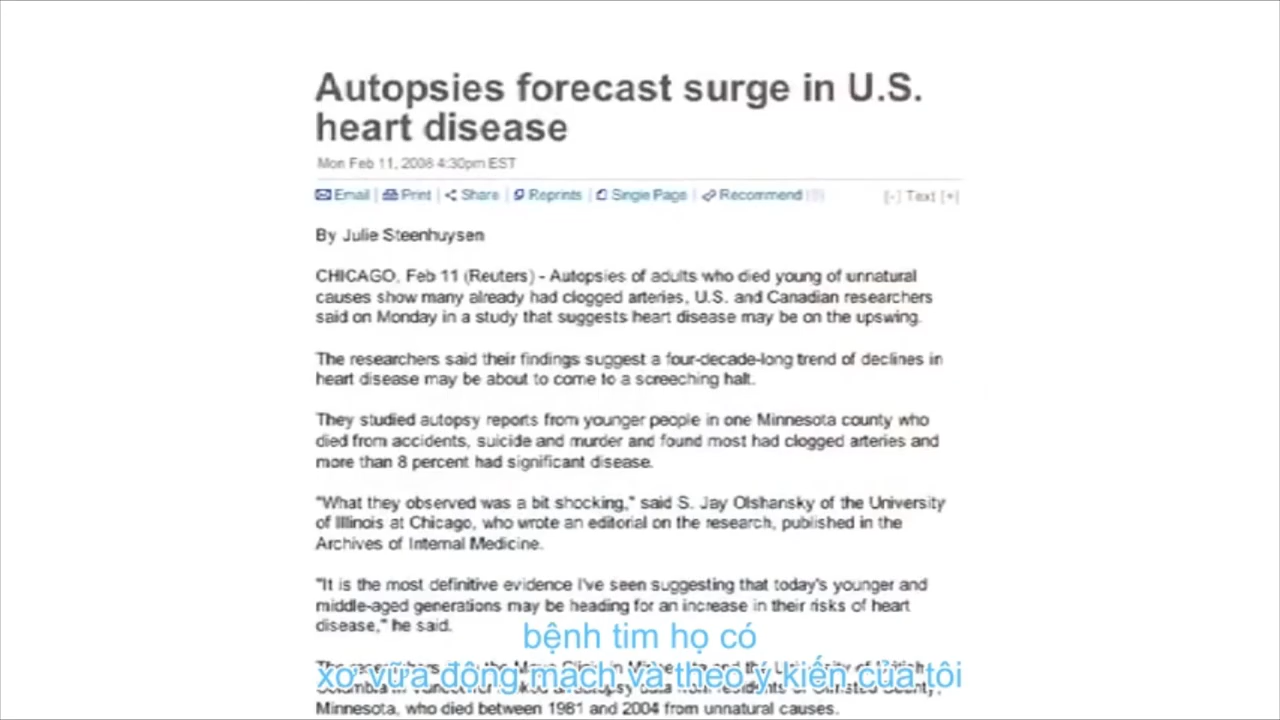 Autopsies forecast surge in U.S.
heart disease
Mon Feb 11, 2008 4:30pm EST
Email | Print | Share | Reprints | Single Page | Recommend
[-] Text [+]
By Julie Steenhuysen
CHICAGO, Feb 11 (Reuters) - Autopsies of adults who died young of unnatural
causes show many already had clogged arteries, U.S. and Canadian researchers
said on Monday in a study that suggests heart disease may be on the upswing.
The researchers said their findings suggest a four-decade-long trend of declines in
heart disease may be about to come to a screeching halt.
They studied autopsy reports from younger people in one Minnesota county who
died from accidents, suicide and murder and found most had clogged arteries and
more than 8 percent had significant disease.
"What they observed was a bit shocking," said S. Jay Olshansky of the University
of Illinois at Chicago, who wrote an editorial on the research, published in the
Archives of Internal Medicine.
"It is the most definitive evidence I've seen suggesting that today's younger and
middle-aged generations may be heading for an increase in their risks of heart
disease," he said.
bệnh tim họ có
xơ vữa động mạch và theo ý kiến của tôi
Minnesota, who died between 1981 and 2004 from unnatural causes.